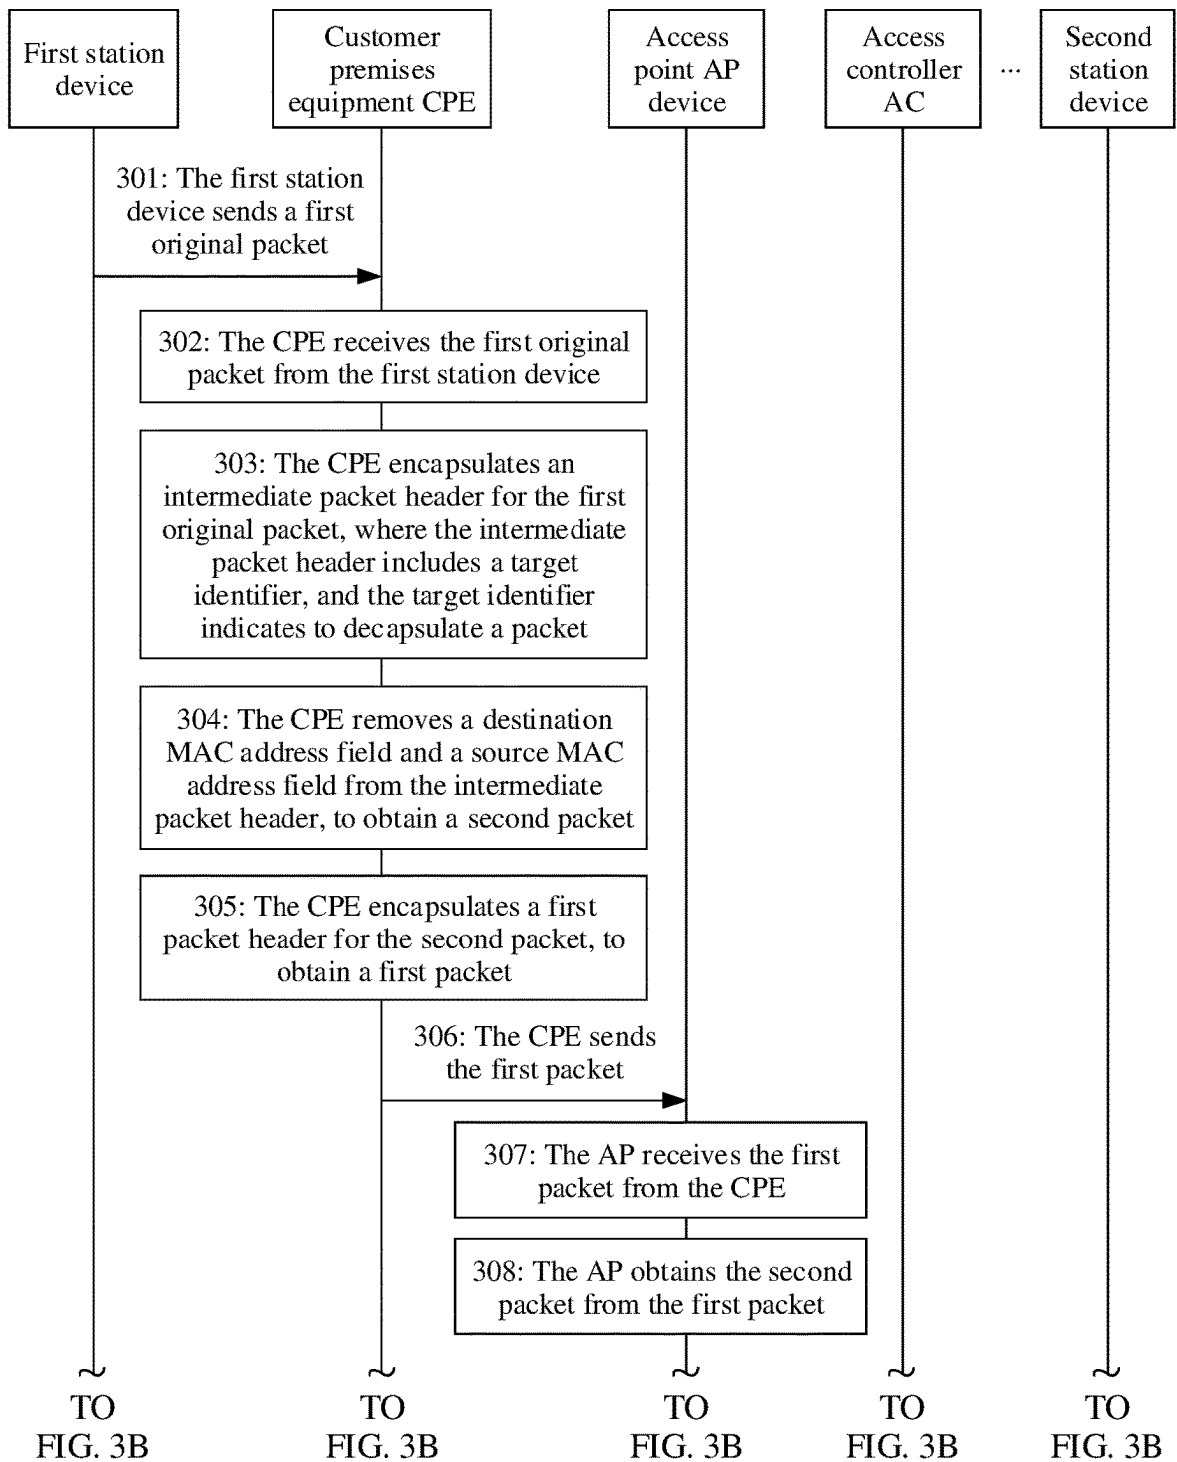 First station
device
Customer
premises
equipment CPE
Access
point AP
device
Access
controller
AC
...
Second
station
device
301: The first station
device sends a first
original packet
302: The CPE receives the first original
packet from the first station device
303: The CPE encapsulates an
intermediate packet header for the first
original packet, where the intermediate
packet header includes a target
identifier, and the target identifier
indicates to decapsulate a packet
304: The CPE removes a destination
MAC address field and a source MAC
address field from the intermediate
packet header, to obtain a second packet
305: The CPE encapsulates a first
packet header for the second packet, to
obtain a first packet
306: The CPE sends
the first packet
307: The AP receives the first
packet from the CPE
308: The AP obtains the second
packet from the first packet
TO
FIG. 3B
TO
FIG. 3B
TO
FIG. 3B
TO
FIG. 3B
TO
FIG. 3B